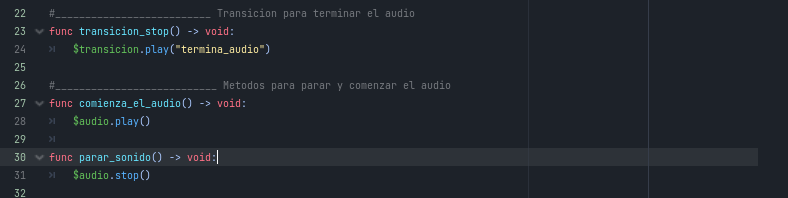 22 #_________________________ Transicion para terminar el audio
23 func transicion_stop() -> void:
24 $transicion.play("termina_audio")
25
26 #__________________________ Metodos para parar y comenzar el audio
27 func comienza_el_audio() -> void:
28 $audio.play()
29
30 func parar_sonido() -> void:
31 $audio.stop()
32